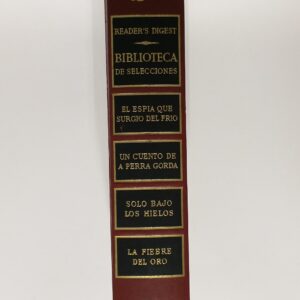 READER'S DIGEST
BIBLIOTECA
DE SELECCIONES
EL ESPIA QUE
SURGIO DEL FRIO
UN CUENTO DE
A PERRA GORDA
SOLO BAJO
LOS HIELOS
LA FIEBRE
DEL ORO